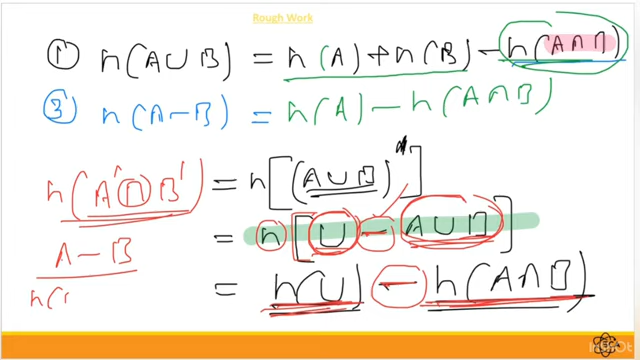 Rough Work
① n(A∪B) = n(A)+n(B)-n(A∩B)
③ n(A-B) = n(A)-n(A∩B)
n(A'∩B') = n[(A∪B)']
= n[U - A∪B]
A-B
= n(U) - n(A∩B)
n(